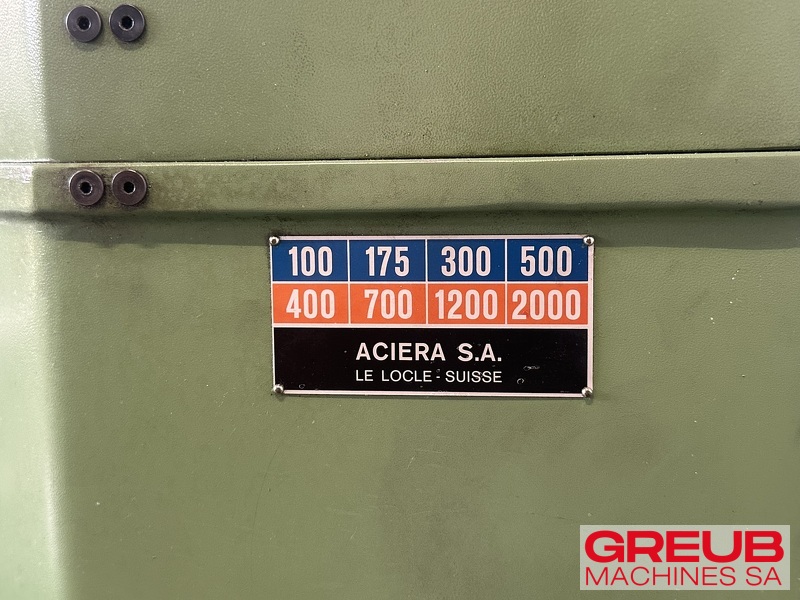 100 175 300 500
400 700 1200 2000
ACIERA S.A.
LE LOCLE - SUISSE
GREUB
MACHINES SA